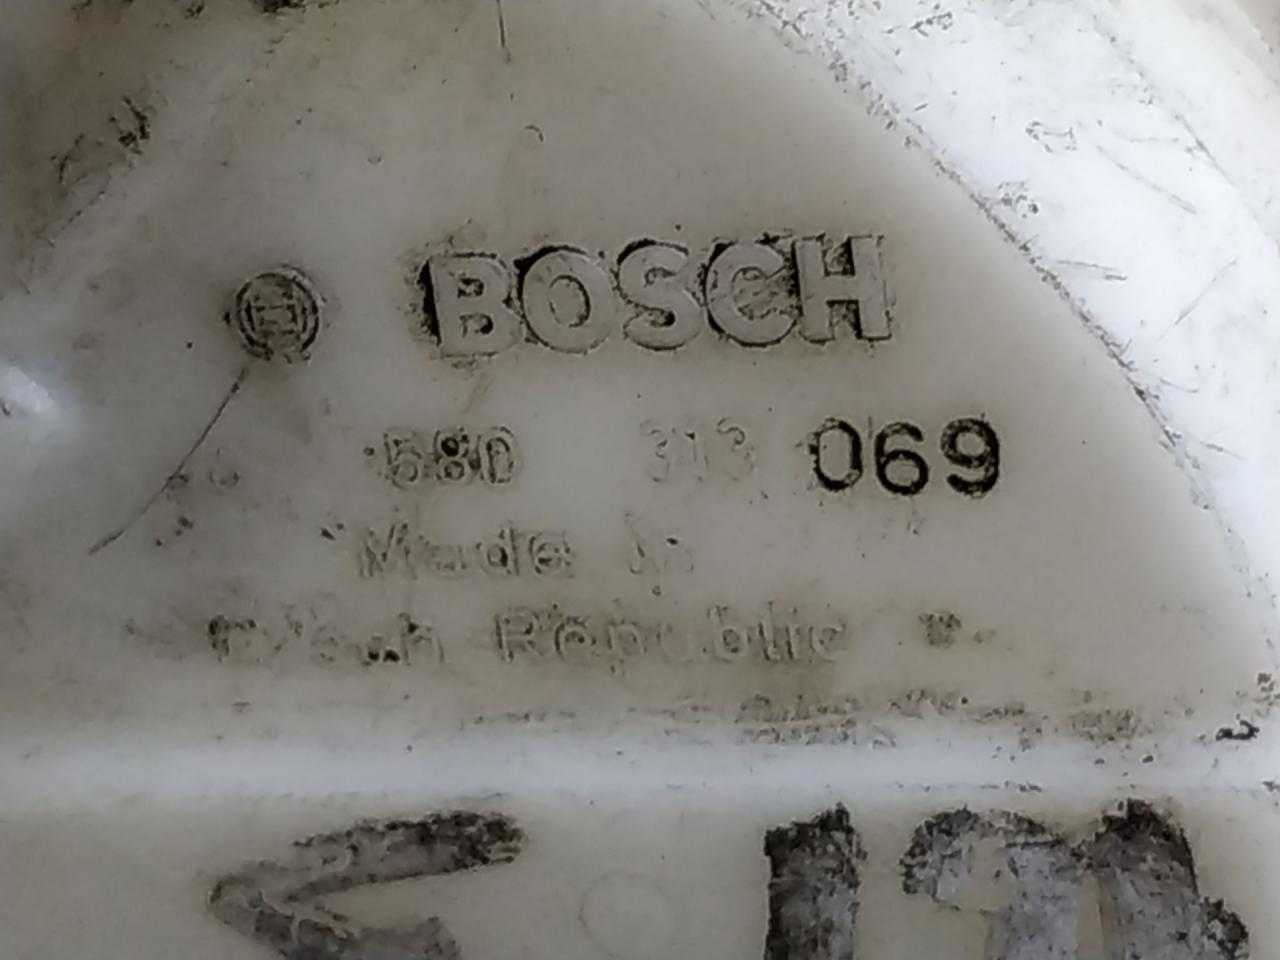 BOSCH
580 313 069
Made in
Czech Republic